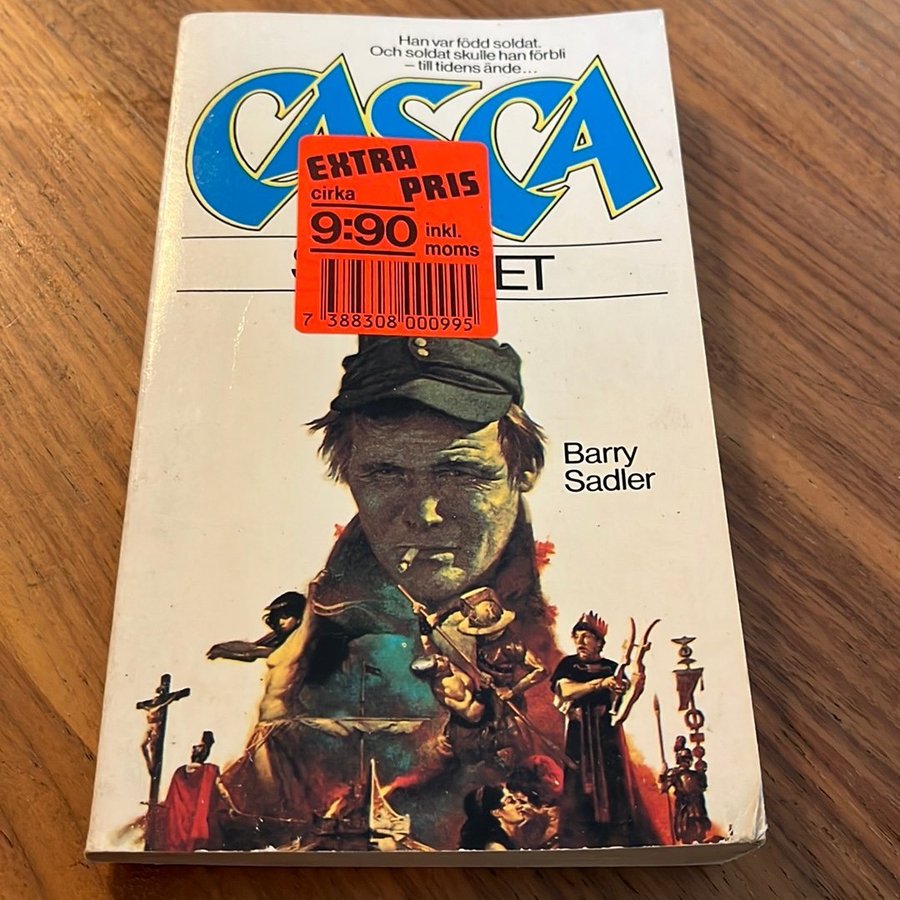 Han var född soldat.
Och soldat skulle han förbli
– till tidens ände...
CASCA
EXTRA
PRIS
cirka
9:90 inkl.
moms
7 388308 000995
ET
Barry
Sadler